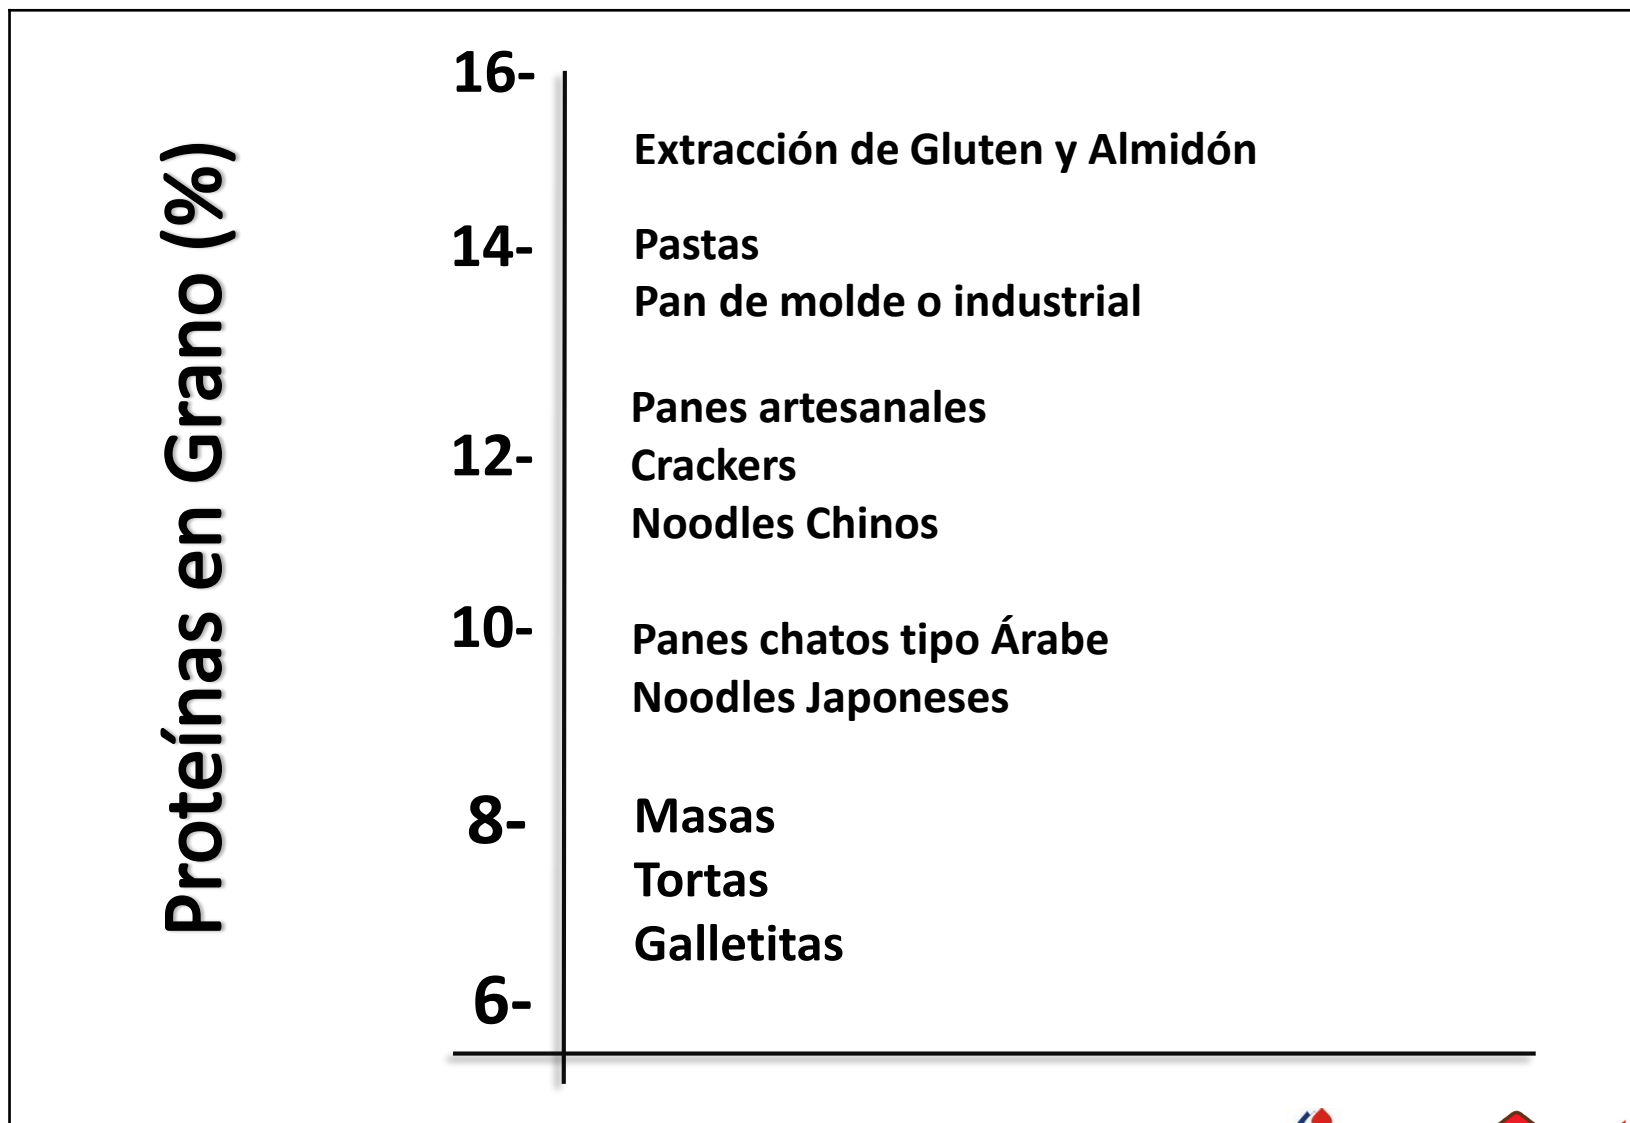 Proteínas en Grano (%)
16-
Extracción de Gluten y Almidón
14-
Pastas
Pan de molde o industrial
Panes artesanales
12-
Crackers
Noodles Chinos
10-
Panes chatos tipo Árabe
Noodles Japoneses
8-
Masas
Tortas
Galletitas
6-